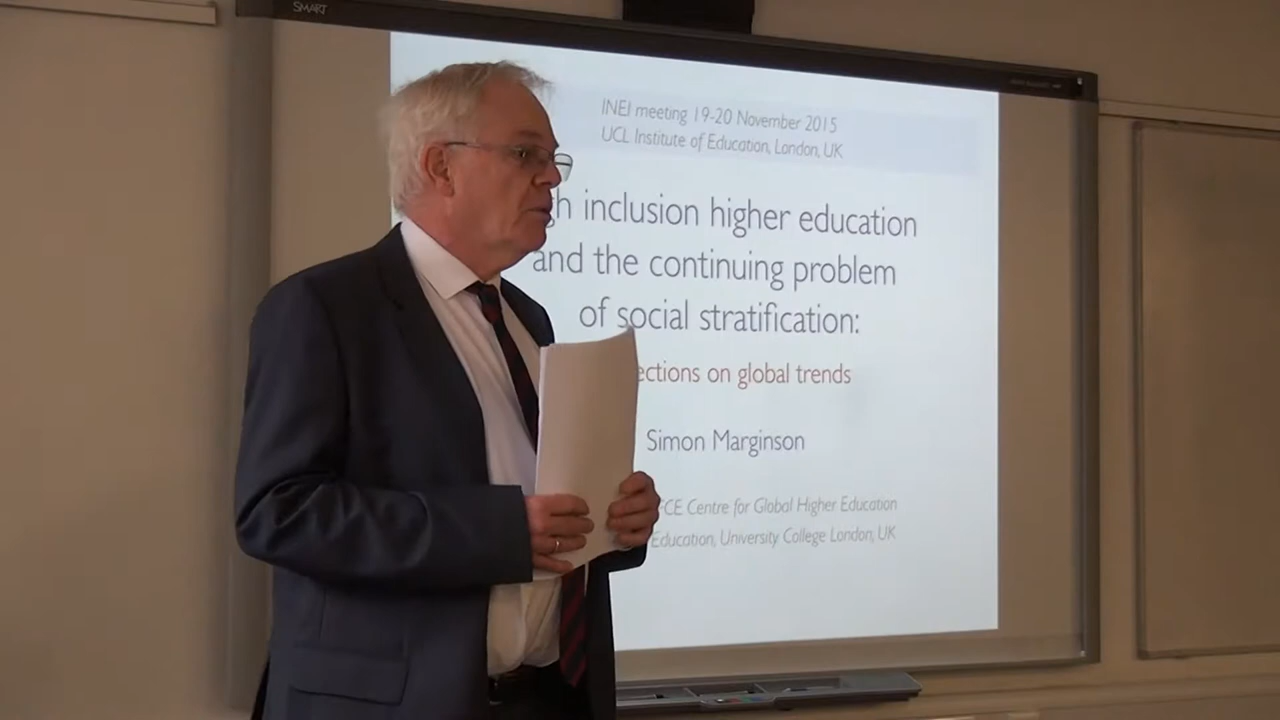 SMART
INEI meeting 19-20 November 2015
UCL Institute of Education, London, UK
inclusion higher education
and the continuing problem
of social stratification:
on global trends
Simon Marginson
Centre for Global Higher Education
Education, University College London, UK